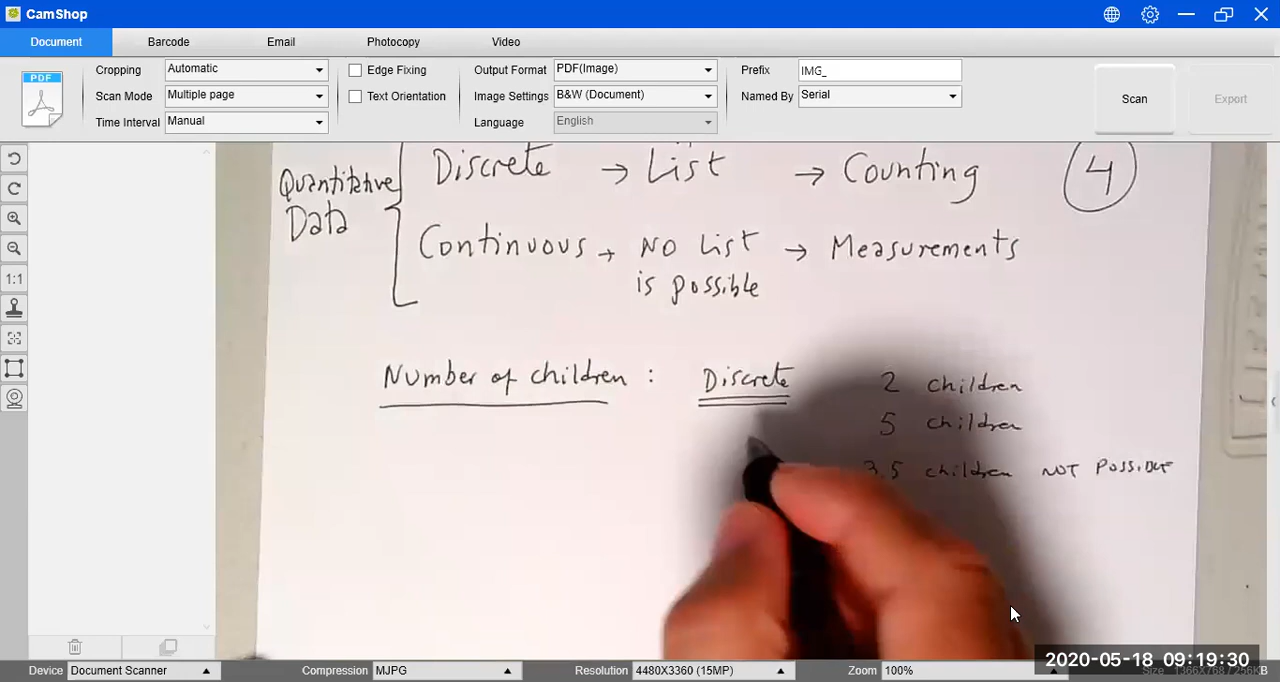 CamShop
Document Barcode Email Photocopy Video
PDF
Cropping Automatic
Scan Mode Multiple page
Time Interval Manual
Edge Fixing
Text Orientation
Output Format PDF(Image)
Image Settings B&W (Document)
Language English
Prefix IMG_
Named By Serial
Scan
Export
1:1
Quantitative Data
Discrete → List → Counting
4
Continuous → NO List is possible → Measurements
Number of children : Discrete
2 children
5 children
3.5 children NOT POSSIBLE
Device Document Scanner Compression MJPG Resolution 4480X3360 (15MP) Zoom 100%
2020-05-18 09:19:30